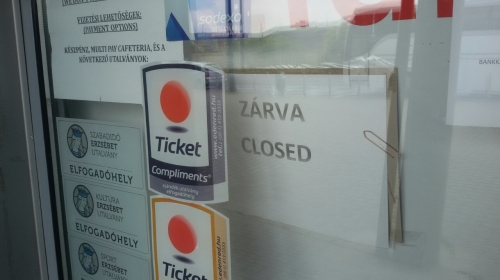 FIZETÉSI LEHETŐSÉGEK:
(PAYMENT OPTIONS)
KÉSZPÉNZ, MULTI PAY CAFETERIA, ÉS A
KÖVETKEZŐ UTALVÁNYOK:
sodexo
BANKK
ZÁRVA
CLOSED
Ticket
Compliments®
SZABADIDŐ
ERZSÉBET
UTALVÁNY
ELFOGADÓHELY
KULTÚRA
ERZSÉBET
UTALVÁNY
ELFOGADÓHELY
SPORT
ERZSÉBET
UTALVÁNY
Ticket